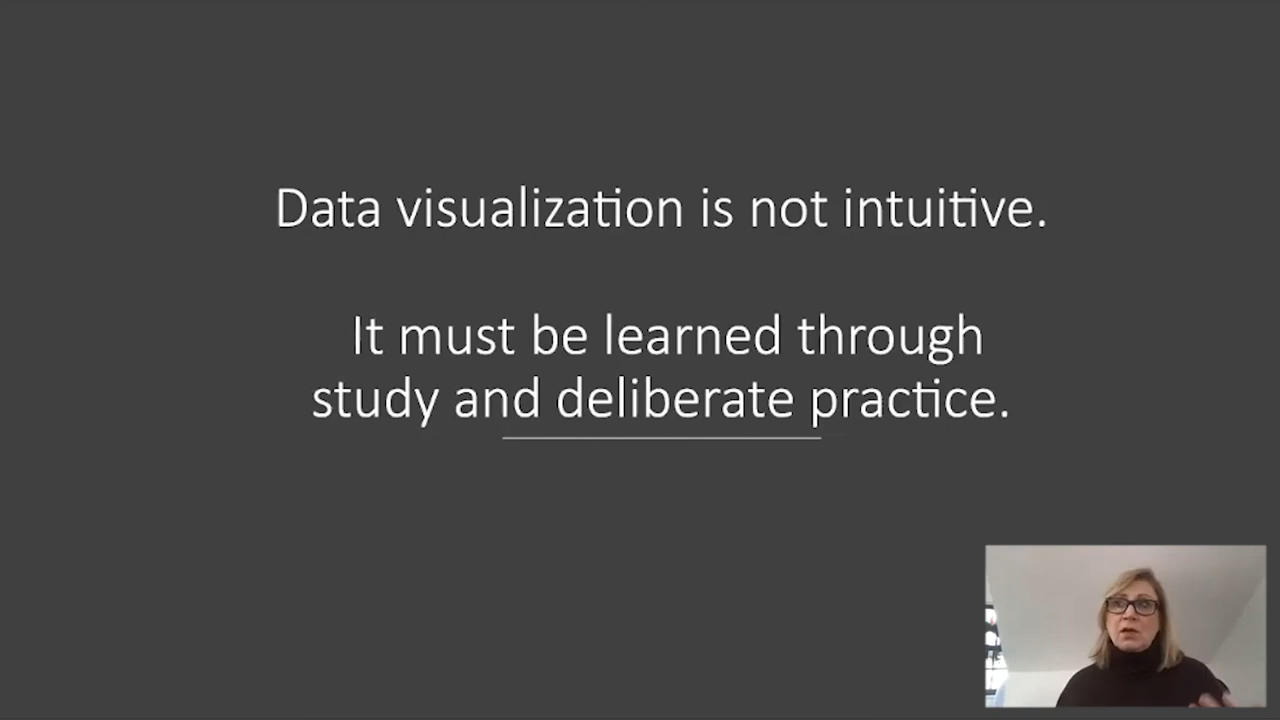 Data visualization is not intuitive.
It must be learned through
study and deliberate practice.